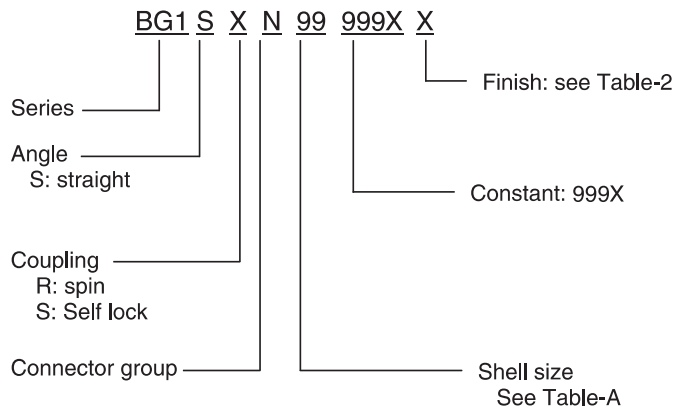 BG1 S X N 99 999X X
Finish: see Table-2
Series
Angle
S: straight
Constant: 999X
Coupling
R: spin
S: Self lock
Connector group
Shell size
See Table-A